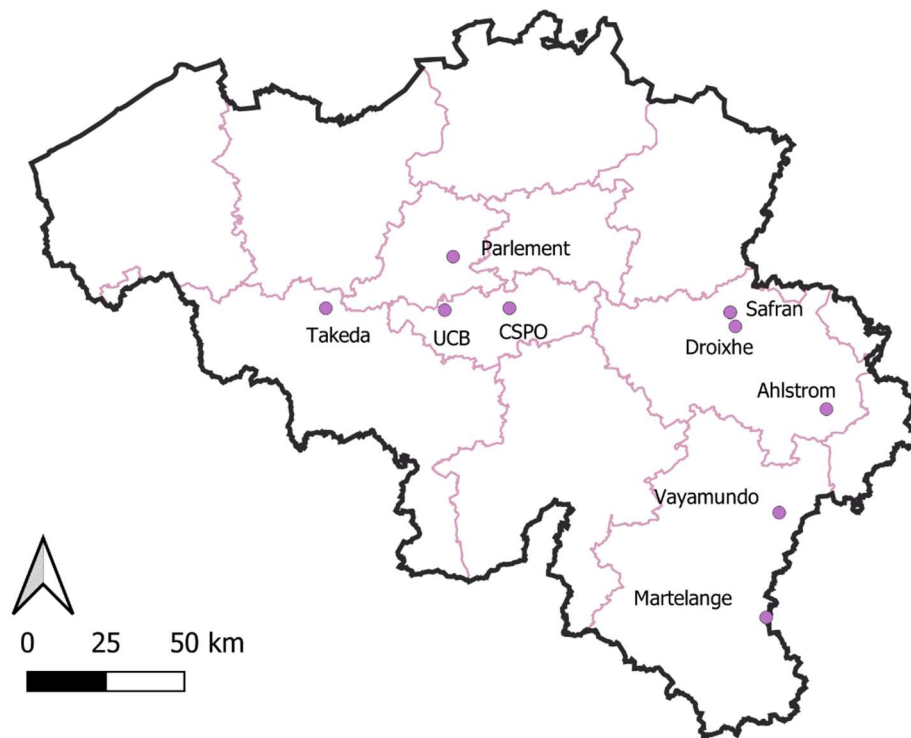 Parlement
Safran
Takeda
UCB
CSPO
Droixhe
Ahlstrom
Vayamundo
Martelange
0 25 50 km